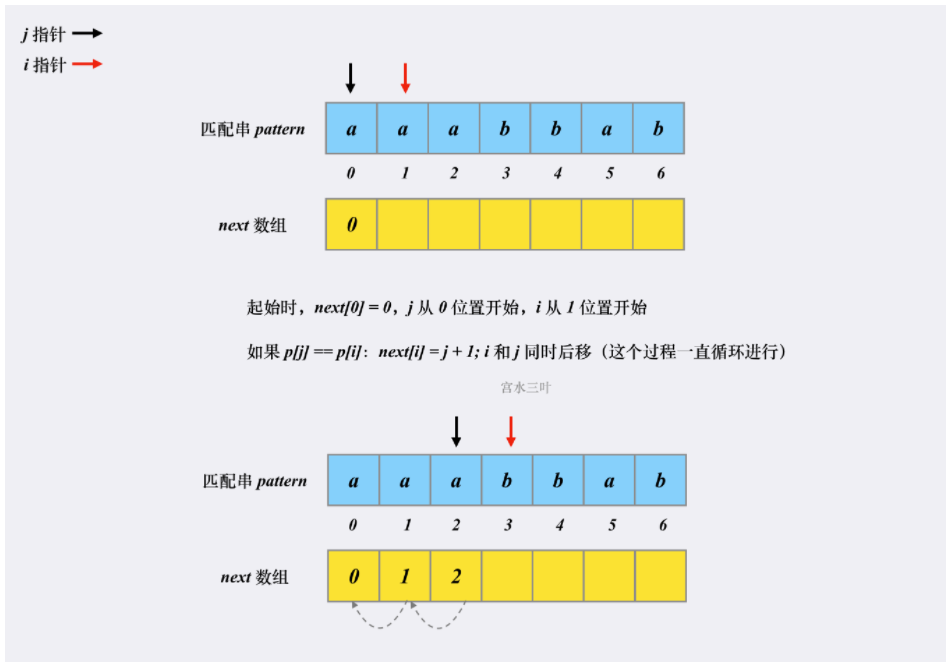 j 指针
i 指针
匹配串 pattern a a a b b a b
0 1 2 3 4 5 6
next 数组 0
起始时，next[0] = 0，j 从 0 位置开始，i 从 1 位置开始
如果 p[j] == p[i]：next[i] = j + 1; i 和 j 同时后移（这个过程一直循环进行）
宫水三叶
匹配串 pattern a a a b b a b
0 1 2 3 4 5 6
next 数组 0 1 2